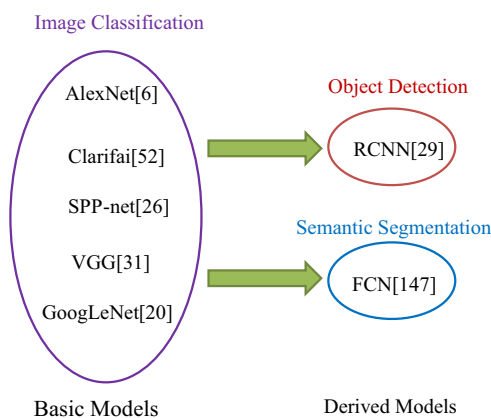 Image Classification
AlexNet[6]
Clarifai[52]
SPP-net[26]
VGG[31]
GoogLeNet[20]
Basic Models
Object Detection
RCNN[29]
Semantic Segmentation
FCN[147]
Derived Models